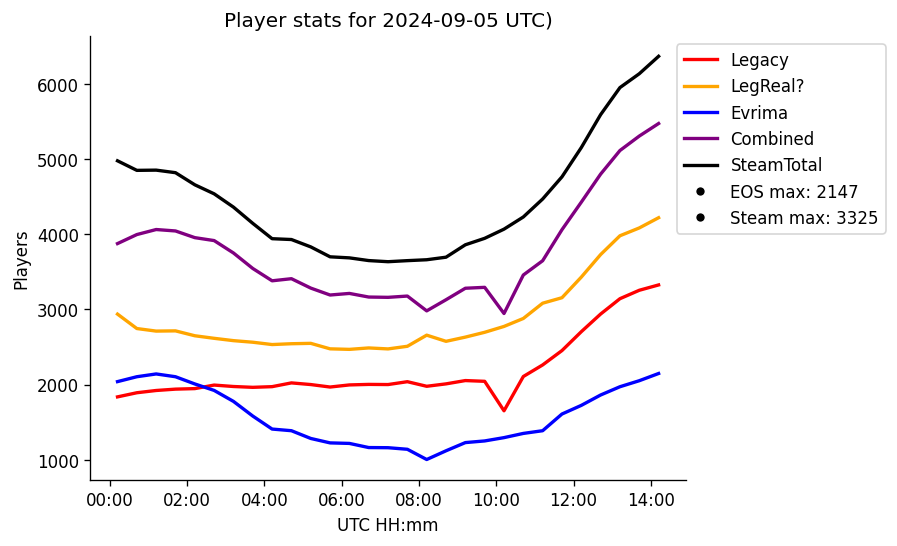 Player stats for 2024-09-05 UTC)
Legacy
LegReal?
Evrima
Combined
SteamTotal
EOS max: 2147
Steam max: 3325
Players
6000
5000
4000
3000
2000
1000
00:00 02:00 04:00 06:00 08:00 10:00 12:00 14:00
UTC HH:mm